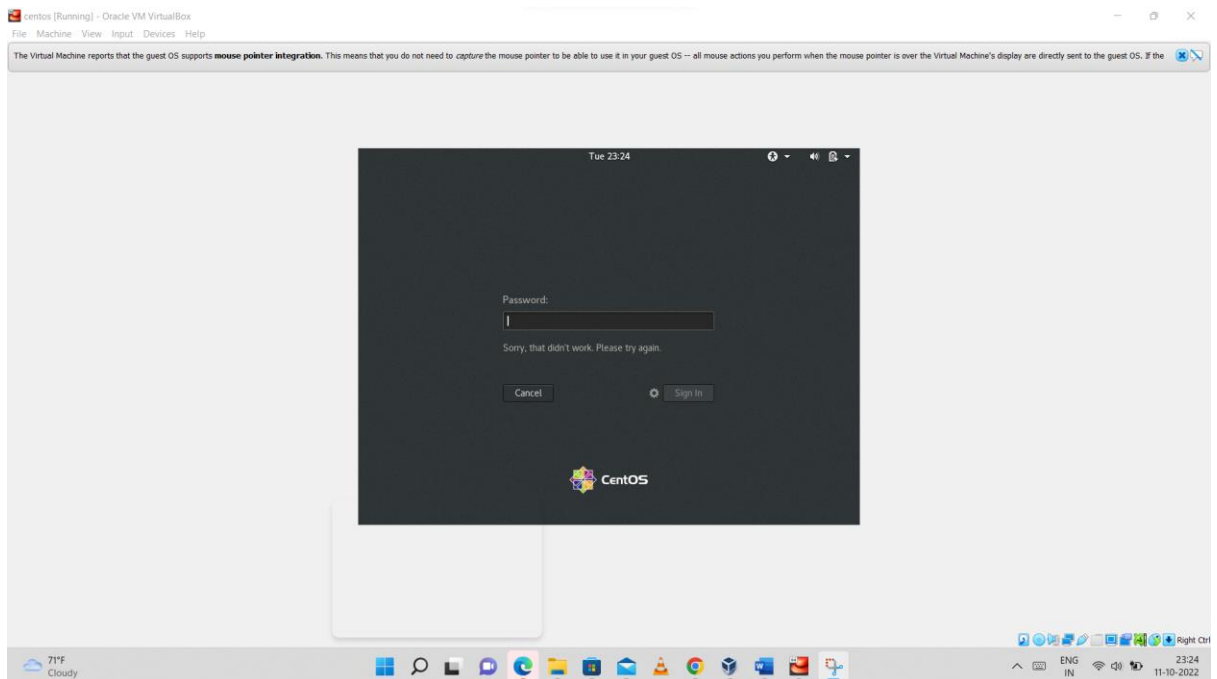 centos [Running] - Oracle VM VirtualBox
File Machine View Input Devices Help
The Virtual Machine reports that the guest OS supports mouse pointer integration. This means that you do not need to capture the mouse pointer to be able to use it in your guest OS -- all mouse actions you perform when the mouse pointer is over the Virtual Machine's display are directly sent to the guest OS. If the
Tue 23:24
Password:
Sorry, that didn't work. Please try again.
Cancel
Sign In
CentOS
Right Ctrl
71°F
Cloudy
ENG
IN
23:24
11-10-2022